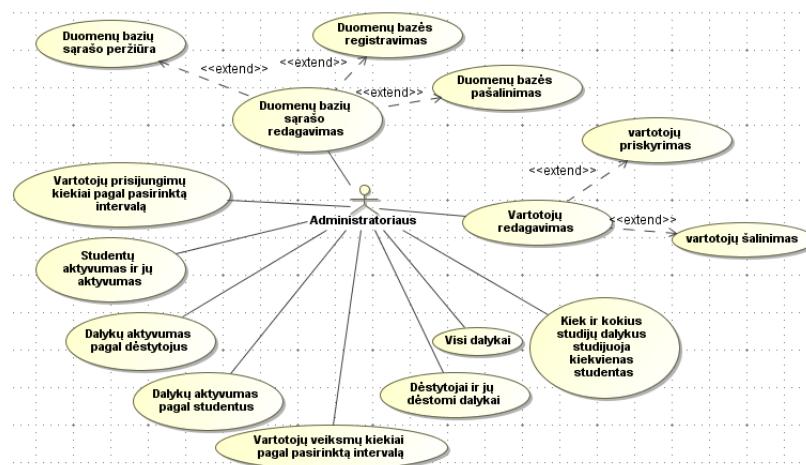 Duomenų bazių
sąrašo peržiūra
Duomenų bazės
registravimas
<<extend>>
<<extend>>
<<extend>>
Duomenų bazės
pašalinimas
Duomenų bazių
sąrašo
redagavimas
vartotojų
priskyrimas
<<extend>>
Vartotojų prisijungimų
kiekiai pagal pasirinktą
intervalą
Administratoriaus
Vartotojų
redagavimas
<<extend>>
vartotojų šalinimas
Studentų
aktyvumas ir jų
aktyvumas
Dalykų aktyvumas
pagal dėstytojus
Visi dalykai
Kiek ir kokius
studijų dalykus
studijuoja
kiekvienas
studentas
Dalykų aktyvumas
pagal studentus
Dėstytojai ir jų
dėstomi dalykai
Vartotojų veiksmų kiekiai
pagal pasirinktą intervalą